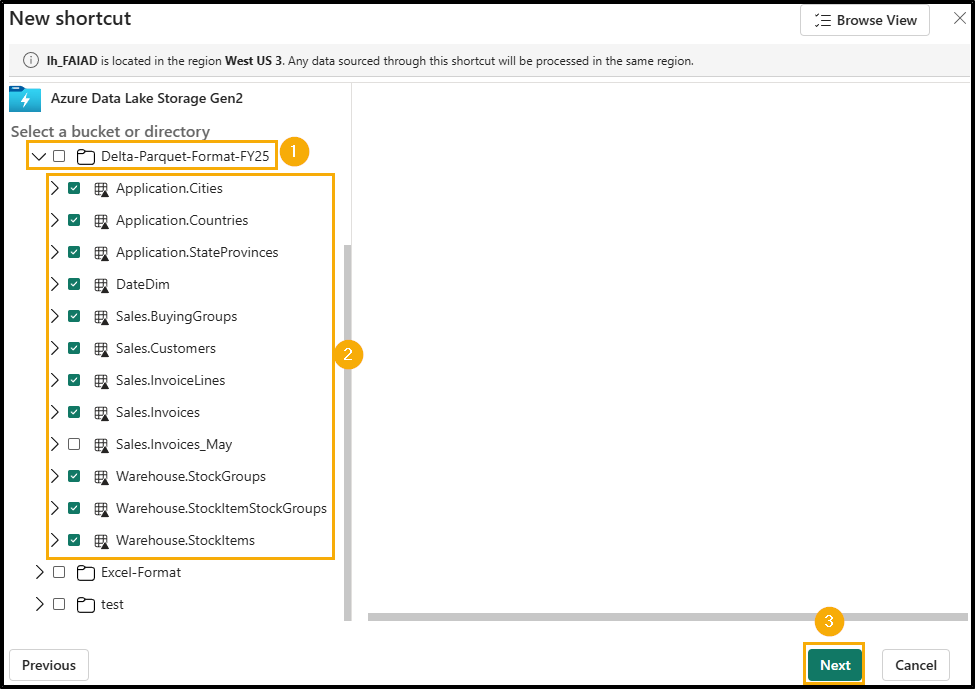 New shortcut
Browse View
lh_FAIAD is located in the region West US 3. Any data sourced through this shortcut will be processed in the same region.
Azure Data Lake Storage Gen2
Select a bucket or directory
Delta-Parquet-Format-FY25
1
Application.Cities
Application.Countries
Application.StateProvinces
DateDim
Sales.BuyingGroups
Sales.Customers
2
Sales.InvoiceLines
Sales.Invoices
Sales.Invoices_May
Warehouse.StockGroups
Warehouse.StockItemStockGroups
Warehouse.StockItems
Excel-Format
test
3
Previous
Next
Cancel